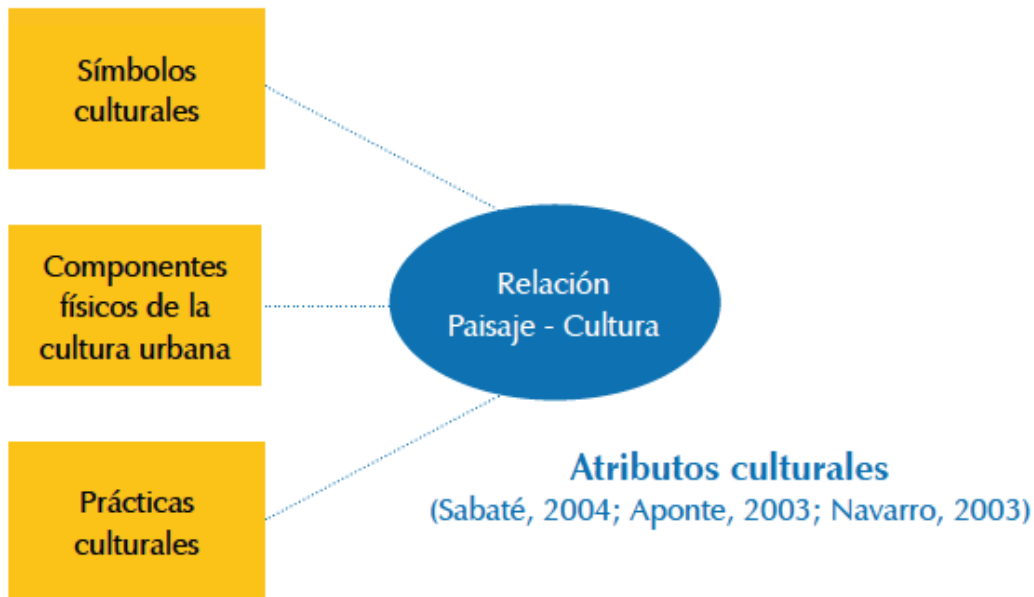 Símbolos
culturales
Componentes
físicos de la
cultura urbana
Prácticas
culturales
Relación
Paisaje - Cultura
Atributos culturales
(Sabaté, 2004; Aponte, 2003; Navarro, 2003)